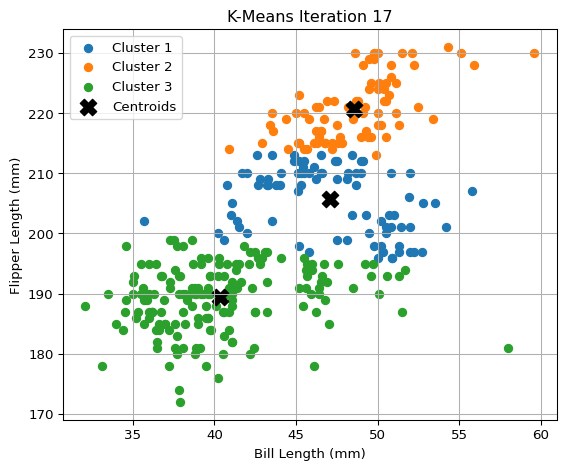 K-Means Iteration 17
Cluster 1
Cluster 2
Cluster 3
Centroids
Flipper Length (mm)
230
220
210
200
190
180
170
35 40 45 50 55 60
Bill Length (mm)